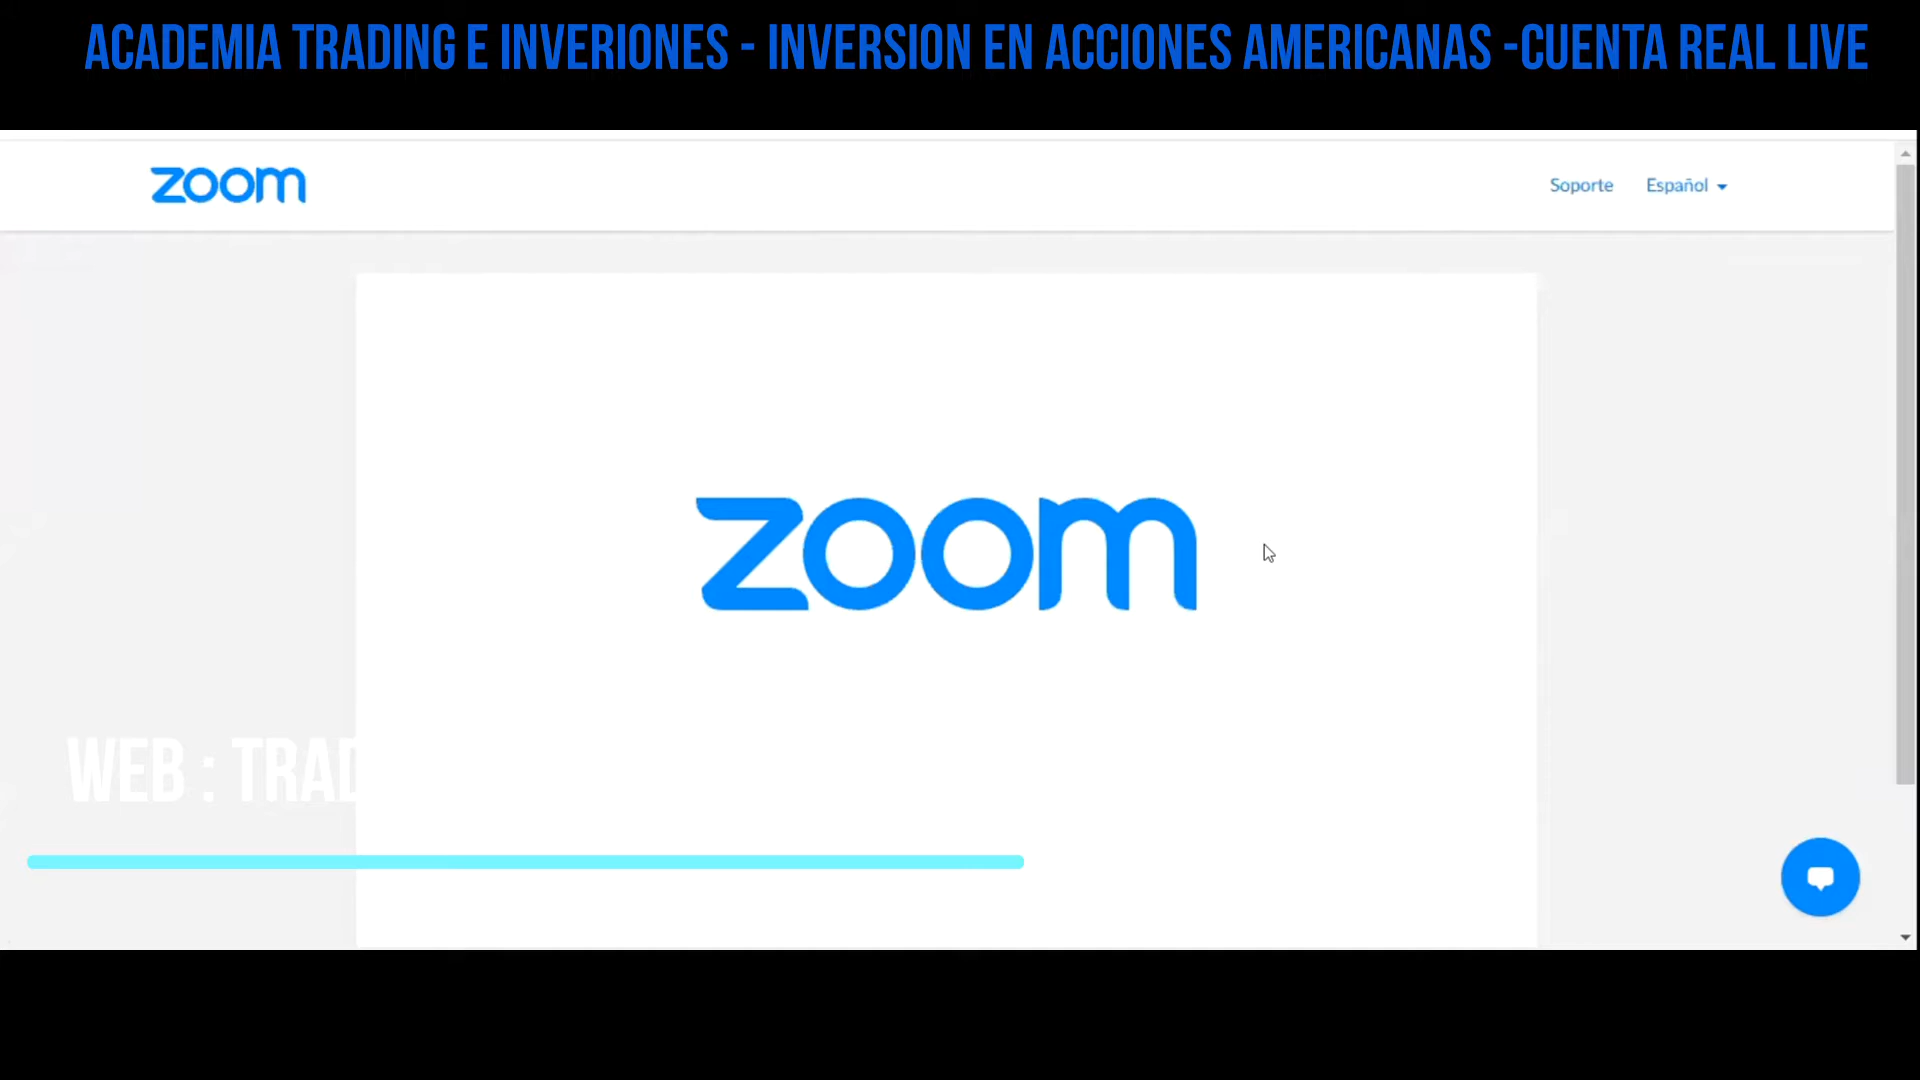 ACADEMIA TRADING E INVERIONES - INVERSION EN ACCIONES AMERICANAS -CUENTA REAL LIVE
zoom
Soporte Español
zoom
WEB : TRAD